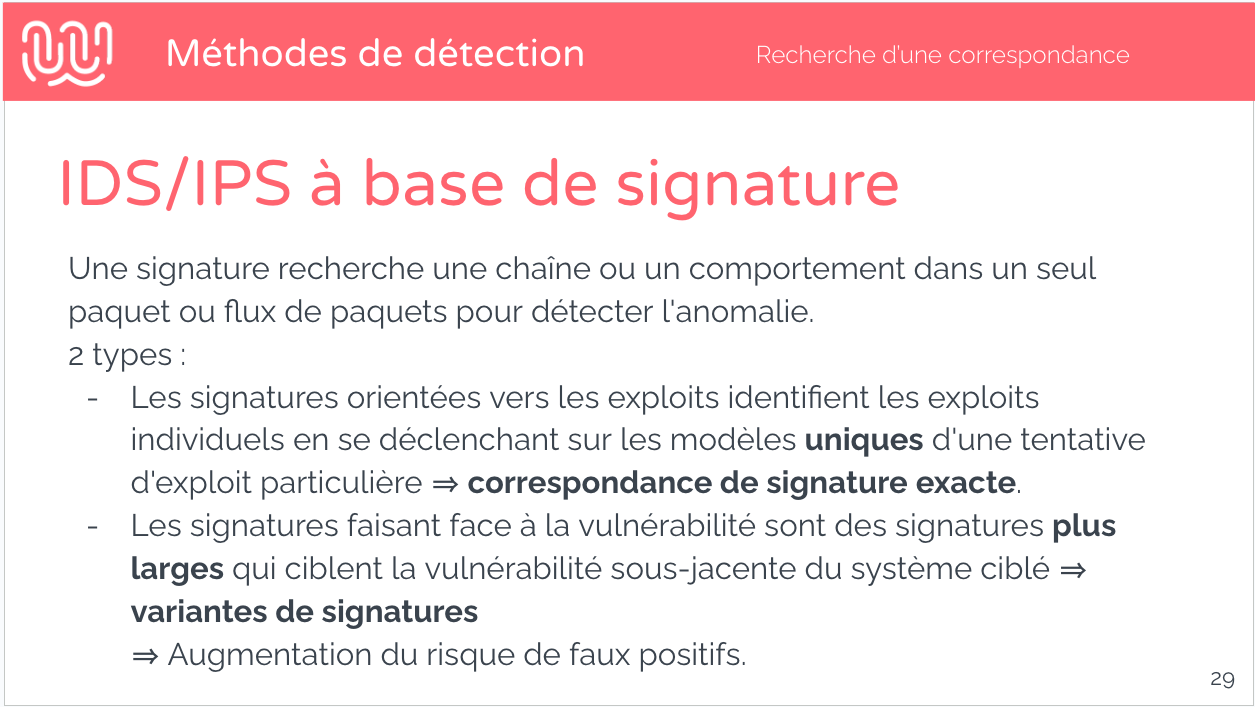 Méthodes de détection
Recherche d'une correspondance
IDS/IPS à base de signature
Une signature recherche une chaîne ou un comportement dans un seul
paquet ou flux de paquets pour détecter l'anomalie.
2 types :
- Les signatures orientées vers les exploits identifient les exploits
individuels en se déclenchant sur les modèles uniques d'une tentative
d'exploit particulière ⇒ correspondance de signature exacte.
- Les signatures faisant face à la vulnérabilité sont des signatures plus
larges qui ciblent la vulnérabilité sous-jacente du système ciblé ⇒
variantes de signatures
⇒ Augmentation du risque de faux positifs.
29